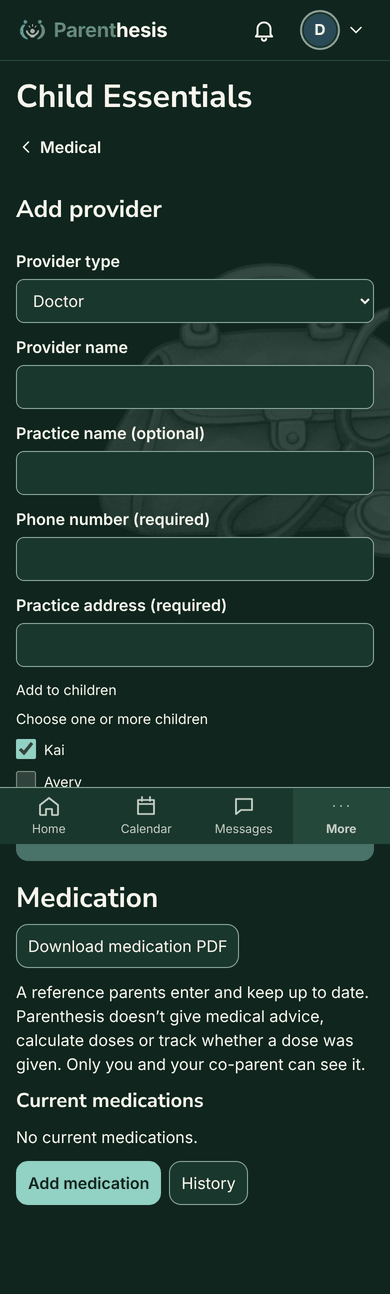 Parenthesis
D
Child Essentials
Medical
Add provider
Provider type
Doctor
Provider name
Practice name (optional)
Phone number (required)
Practice address (required)
Add to children
Choose one or more children
Kai
Avery
Home
Calendar
Messages
More
Medication
Download medication PDF
A reference parents enter and keep up to date.
Parenthesis doesn’t give medical advice,
calculate doses or track whether a dose was
given. Only you and your co-parent can see it.
Current medications
No current medications.
Add medication
History